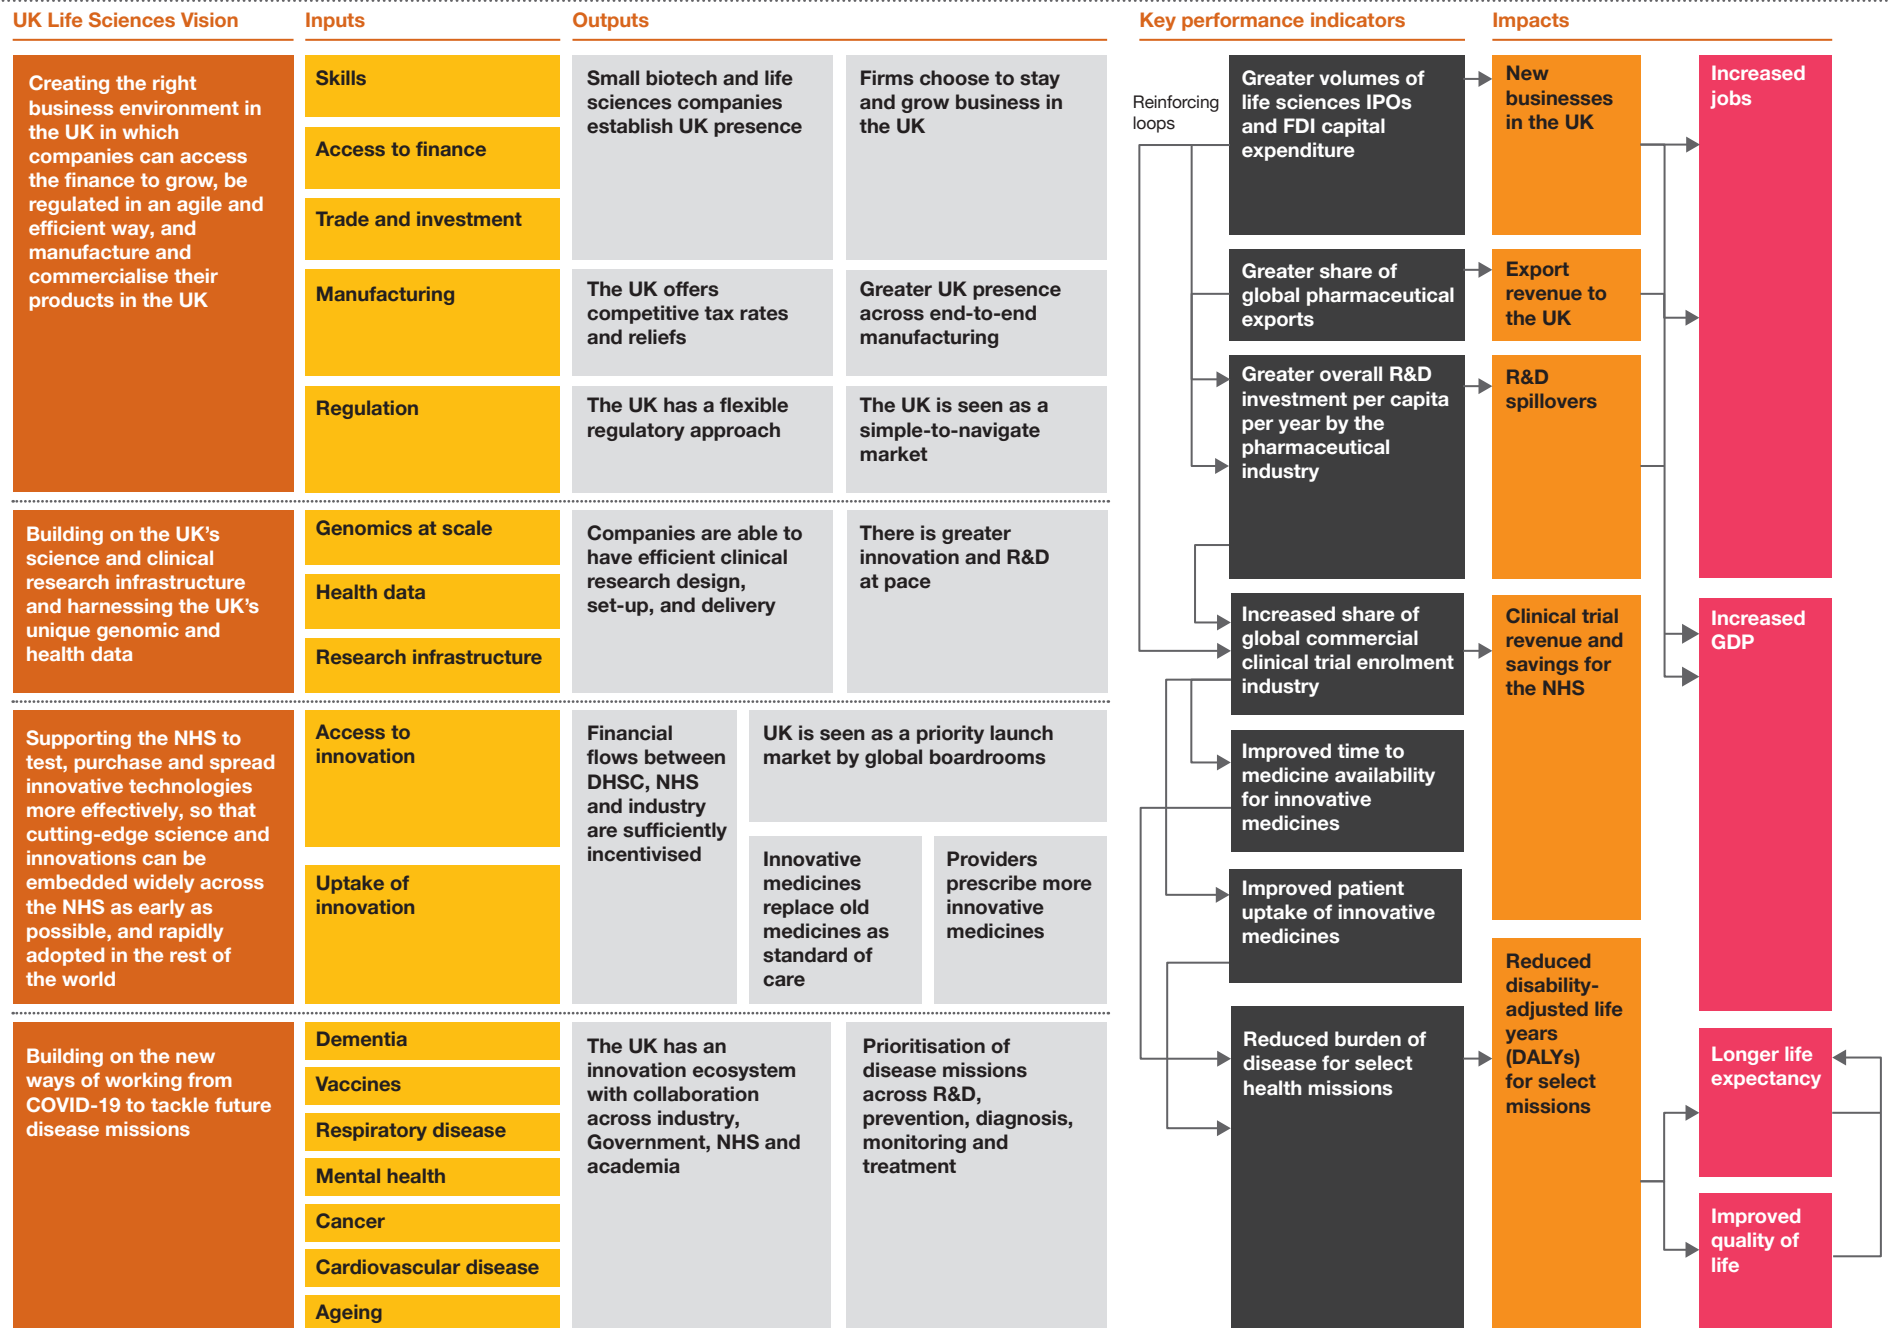 UK Life Sciences Vision
Inputs
Outputs
Key performance indicators
Impacts
Creating the right
business environment in
the UK in which
companies can access
the finance to grow, be
regulated in an agile and
efficient way, and
manufacture and
commercialise their
products in the UK
Skills
Access to finance
Trade and investment
Manufacturing
Regulation
Small biotech and life
sciences companies
establish UK presence
Firms choose to stay
and grow business in
the UK
The UK offers
competitive tax rates
and reliefs
Greater UK presence
across end-to-end
manufacturing
The UK has a flexible
regulatory approach
The UK is seen as a
simple-to-navigate
market
Building on the UK's
science and clinical
research infrastructure
and harnessing the UK's
unique genomic and
health data
Genomics at scale
Health data
Research infrastructure
Companies are able to
have efficient clinical
research design,
set-up, and delivery
There is greater
innovation and R&D
at pace
Supporting the NHS to
test, purchase and spread
innovative technologies
more effectively, so that
cutting-edge science and
innovations can be
embedded widely across
the NHS as early as
possible, and rapidly
adopted in the rest of
the world
Access to
innovation
Uptake of
innovation
Financial
flows between
DHSC, NHS
and industry
are sufficiently
incentivised
UK is seen as a priority launch
market by global boardrooms
Innovative
medicines
replace old
medicines as
standard of
care
Providers
prescribe more
innovative
medicines
Building on the new
ways of working from
COVID-19 to tackle future
disease missions
Dementia
Vaccines
Respiratory disease
Mental health
Cancer
Cardiovascular disease
Ageing
The UK has an
innovation ecosystem
with collaboration
across industry,
Government, NHS and
academia
Prioritisation of
disease missions
across R&D,
prevention, diagnosis,
monitoring and
treatment
Reinforcing
loops
Greater volumes of
life sciences IPOs
and FDI capital
expenditure
Greater share of
global pharmaceutical
exports
Greater overall R&D
investment per capita
per year by the
pharmaceutical
industry
Increased share of
global commercial
clinical trial enrolment
industry
Improved time to
medicine availability
for innovative
medicines
Improved patient
uptake of innovative
medicines
Reduced burden of
disease for select
health missions
New
businesses
in the UK
Export
revenue to
the UK
R&D
spillovers
Clinical trial
revenue and
savings for
the NHS
Reduced
disability-
adjusted life
years
(DALYs)
for select
missions
Increased
jobs
Increased
GDP
Longer life
expectancy
Improved
quality of
life